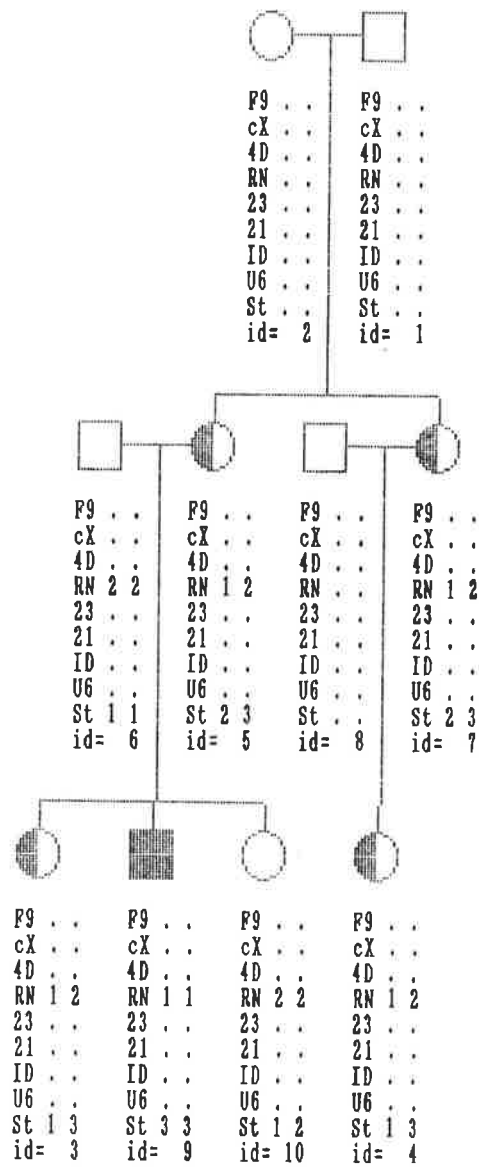 F9 . . F9 . .
cX . . cX . .
4D . . 4D . .
RN . . RN . .
23 . . 23 . .
21 . . 21 . .
ID . . ID . .
U6 . . U6 . .
St . . St . .
id= 2 id= 1
F9 . . F9 . . F9 . . F9 . .
cX . . cX . . cX . . cX . .
4D . . 4D . . 4D . . 4D . .
RN 2 2 RN 1 2 RN . . RN 1 2
23 . . 23 . . 23 . . 23 . .
21 . . 21 . . 21 . . 21 . .
ID . . ID . . ID . . ID . .
U6 . . U6 . . U6 . . U6 . .
St 1 1 St 2 3 St . . St 2 3
id= 6 id= 5 id= 8 id= 7
F9 . . F9 . . F9 . . F9 . .
cX . . cX . . cX . . cX . .
4D . . 4D . . 4D . . 4D . .
RN 1 2 RN 1 1 RN 2 2 RN 1 2
23 . . 23 . . 23 . . 23 . .
21 . . 21 . . 21 . . 21 . .
ID . . ID . . ID . . ID . .
U6 . . U6 . . U6 . . U6 . .
St 1 3 St 3 3 St 1 2 St 1 3
id= 3 id= 9 id= 10 id= 4